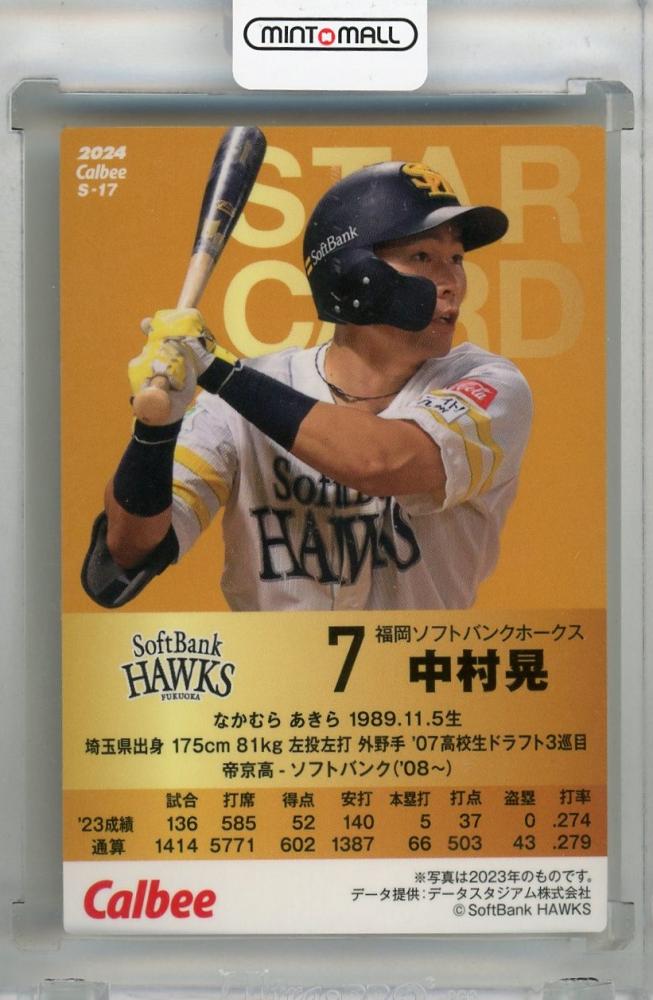 MINT MALL
2024
Calbee
S-17
STAR
CARD
SoftBank
Coca-Cola
SoftBank
HAWKS
SoftBank
HAWKS
FUKUOKA
7 福岡ソフトバンクホークス
中村晃
なかむら あきら 1989.11.5生
埼玉県出身 175cm 81kg 左投左打 外野手 '07高校生ドラフト3巡目
帝京高 - ソフトバンク('08～)
試合 打席 得点 安打 本塁打 打点 盗塁 打率
'23成績 136 585 52 140 5 37 0 .274
通算 1414 5771 602 1387 66 503 43 .279
Calbee
※写真は2023年のものです。
データ提供：データスタジアム株式会社
© SoftBank HAWKS